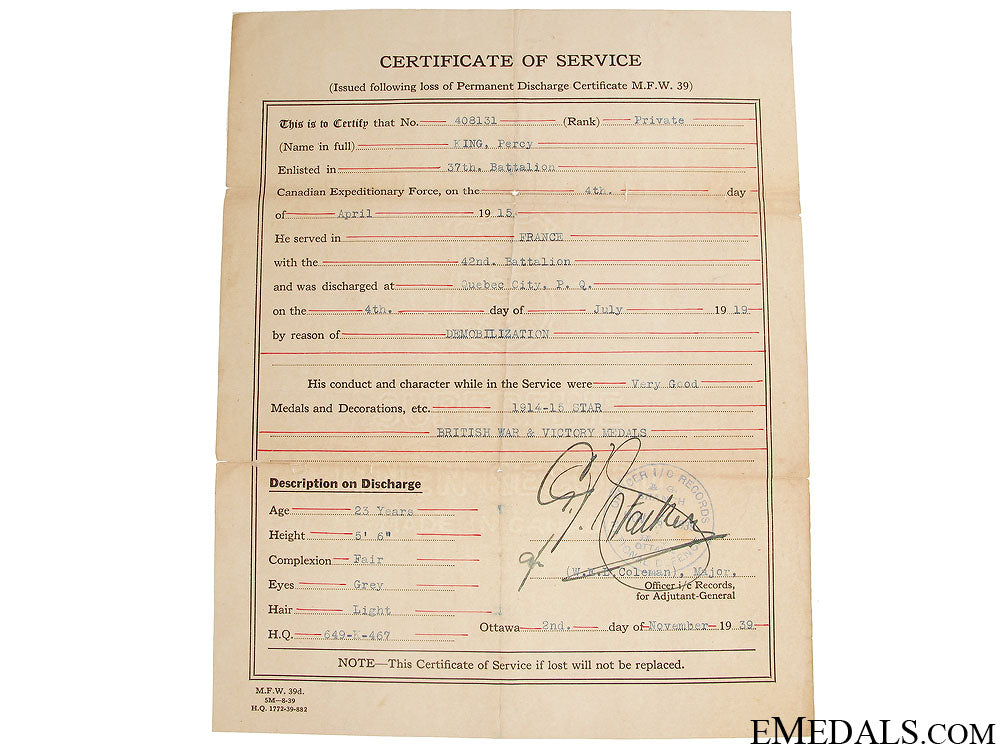 CERTIFICATE OF SERVICE
(Issued following loss of Permanent Discharge Certificate M.F.W. 39)
This is to Certify that No. 408131 (Rank) Private
(Name in full) KING, Percy
Enlisted in 37th. Battalion
Canadian Expeditionary Force, on the 4th. day
of April 1915
He served in FRANCE
with the 42nd. Battalion
and was discharged at Quebec City, P. Q.
on the 4th. day of July 1919
by reason of DEMOBILIZATION
His conduct and character while in the Service were Very Good
Medals and Decorations, etc. 1914-15 STAR
BRITISH WAR & VICTORY MEDALS
Description on Discharge
Age 23 Years
Height 5' 6"
Complexion Fair
Eyes Grey
Hair Light
H.Q. 649-K-467
OFFICER I/C RECORDS
OTTAWA
(W.E.L. Coleman), Major,
Officer i/c Records,
for Adjutant-General
Ottawa 2nd. day of November 1939
NOTE—This Certificate of Service if lost will not be replaced.
M.F.W. 39d.
5M-8-39
H.Q. 1772-39-882
EMEDALS.COM